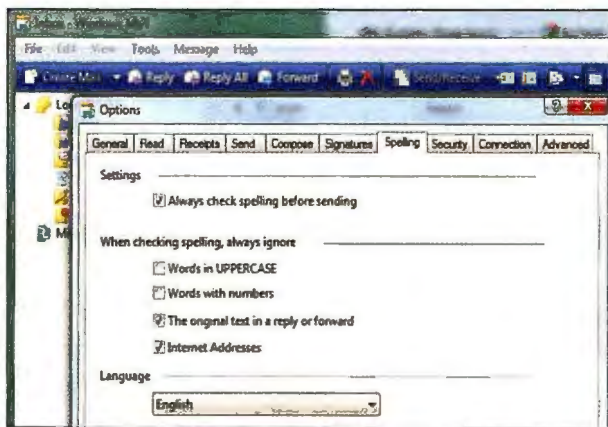 File Edit View Tools Message Help
Create Mail Reply Reply All Forward Send/Receive
Options
General Read Receipts Send Compose Signatures Spelling Security Connection Advanced
Settings
Always check spelling before sending
When checking spelling, always ignore
Words in UPPERCASE
Words with numbers
The original text in a reply or forward
Internet Addresses
Language
English